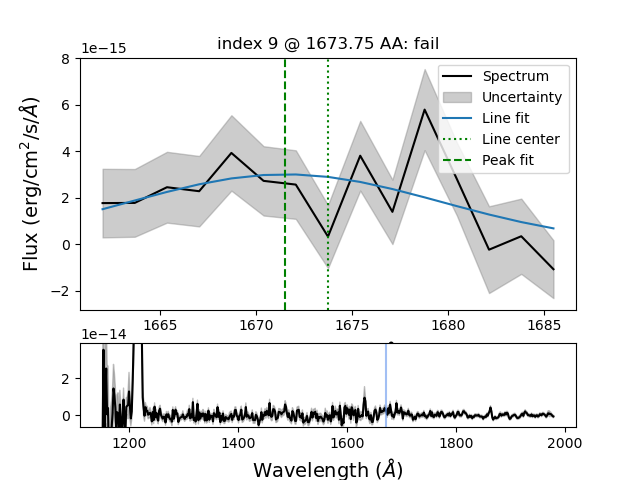 index 9 @ 1673.75 AA: fail
1e−15
8
6
4
2
0
−2
Flux (erg/cm²/s/Å)
Spectrum
Uncertainty
Line fit
Line center
Peak fit
1665 1670 1675 1680 1685
1e−14
2
0
1200 1400 1600 1800 2000
Wavelength (Å)